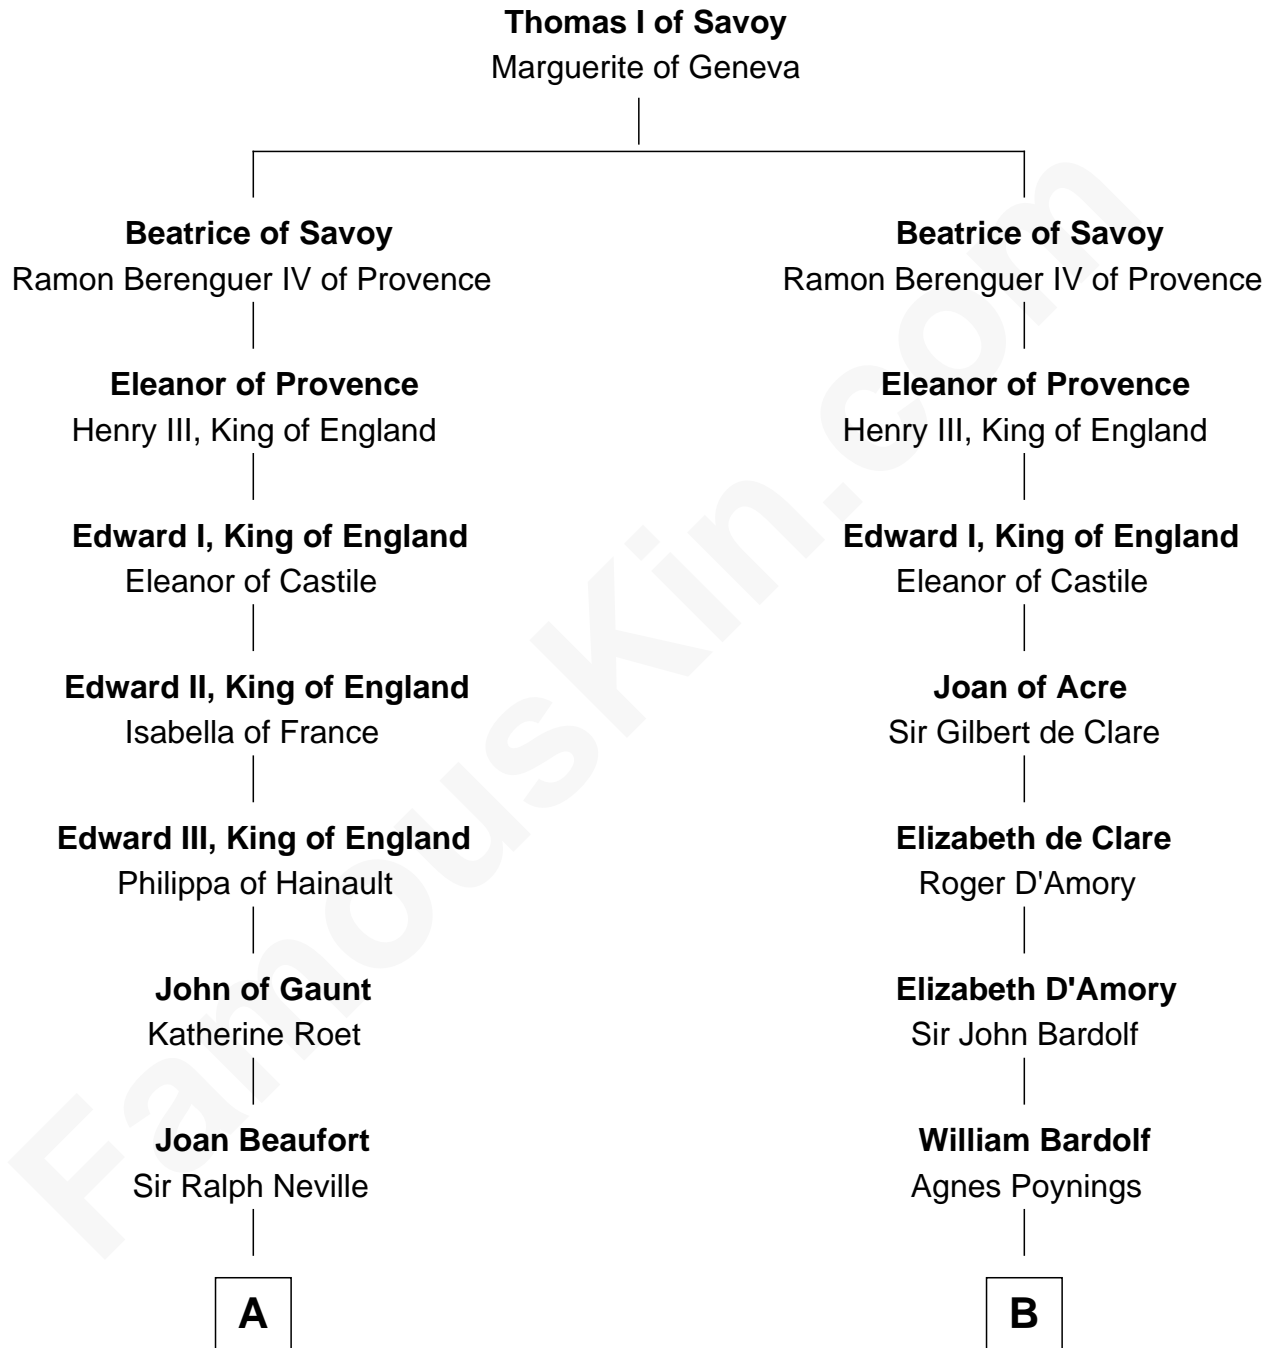 Thomas I of Savoy
Marguerite of Geneva
Beatrice of Savoy
Ramon Berenguer IV of Provence
Eleanor of Provence
Henry III, King of England
Edward I, King of England
Eleanor of Castile
Edward II, King of England
Isabella of France
Edward III, King of England
Philippa of Hainault
John of Gaunt
Katherine Roet
Joan Beaufort
Sir Ralph Neville
A
Beatrice of Savoy
Ramon Berenguer IV of Provence
Eleanor of Provence
Henry III, King of England
Edward I, King of England
Eleanor of Castile
Joan of Acre
Sir Gilbert de Clare
Elizabeth de Clare
Roger D'Amory
Elizabeth D'Amory
Sir John Bardolf
William Bardolf
Agnes Poynings
B
FamousKin.com